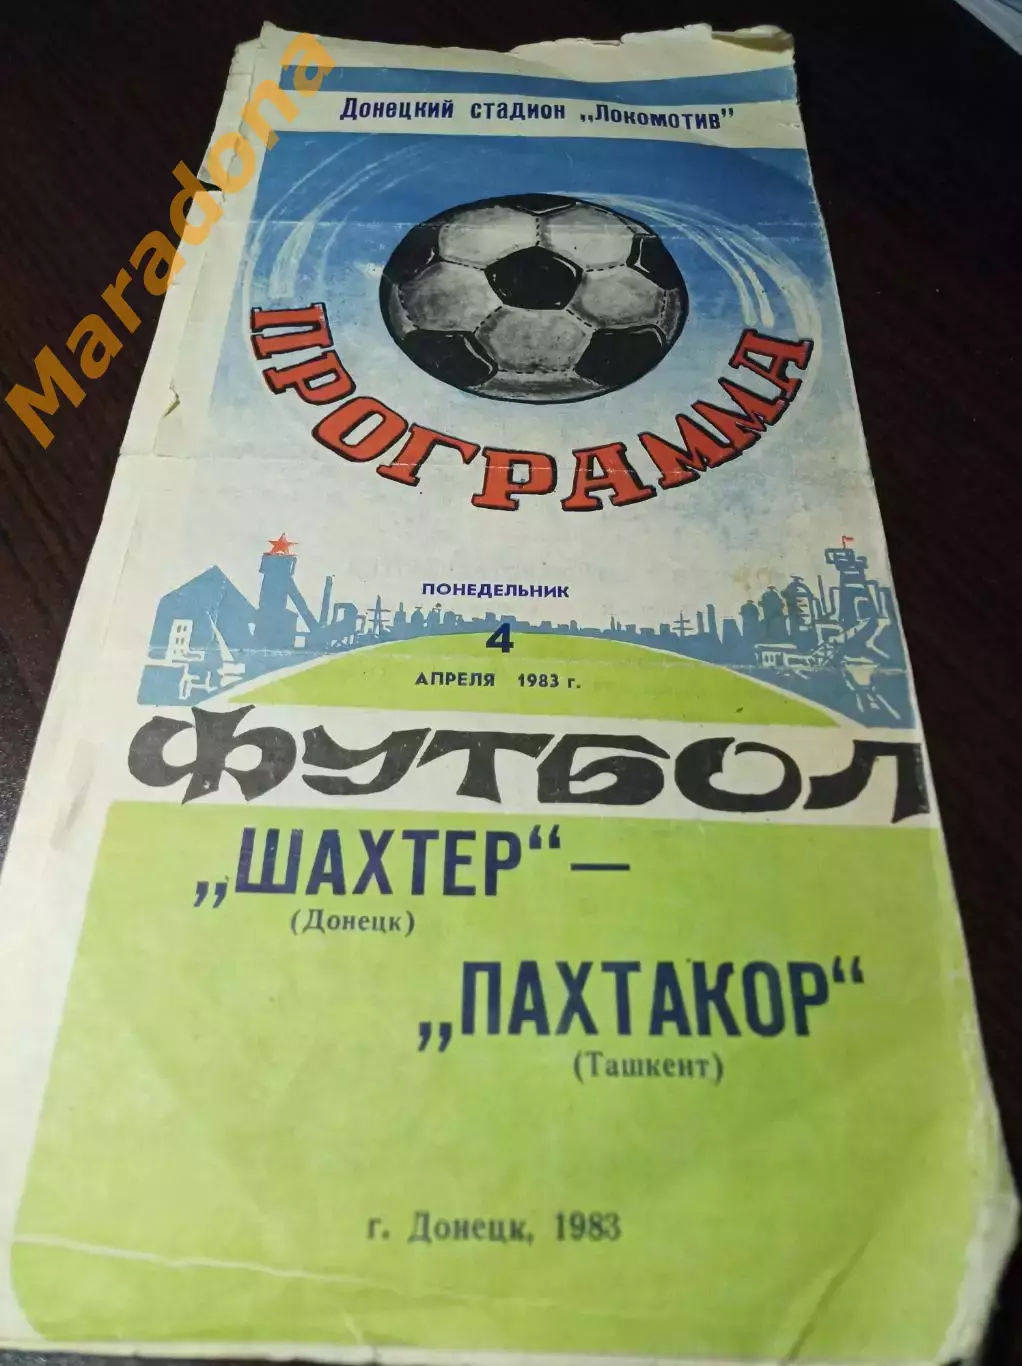 Maradona
Донецкий стадион „Локомотив"
ПРОГРАММА
ПОНЕДЕЛЬНИК
4
АПРЕЛЯ 1983 г.
ФУТБОЛ
„ШАХТЕР“ —
(Донецк)
„ПАХТАКОР“
(Ташкент)
г. Донецк, 1983